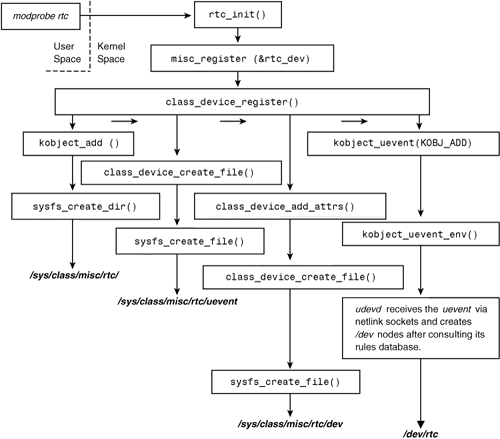 modprobe rtc
rtc_init()
User
Space
Kernel
Space
misc_register (&rtc_dev)
class_device_register()
kobject_add ()
kobject_uevent(KOBJ_ADD)
class_device_create_file()
sysfs_create_dir()
class_device_add_attrs()
sysfs_create_file()
kobject_uevent_env()
/sys/class/misc/rtc/
class_device_create_file()
/sys/class/misc/rtc/uevent
udevd receives the uevent via
netlink sockets and creates
/dev nodes after consulting its
rules database.
sysfs_create_file()
/sys/class/misc/rtc/dev
/dev/rtc